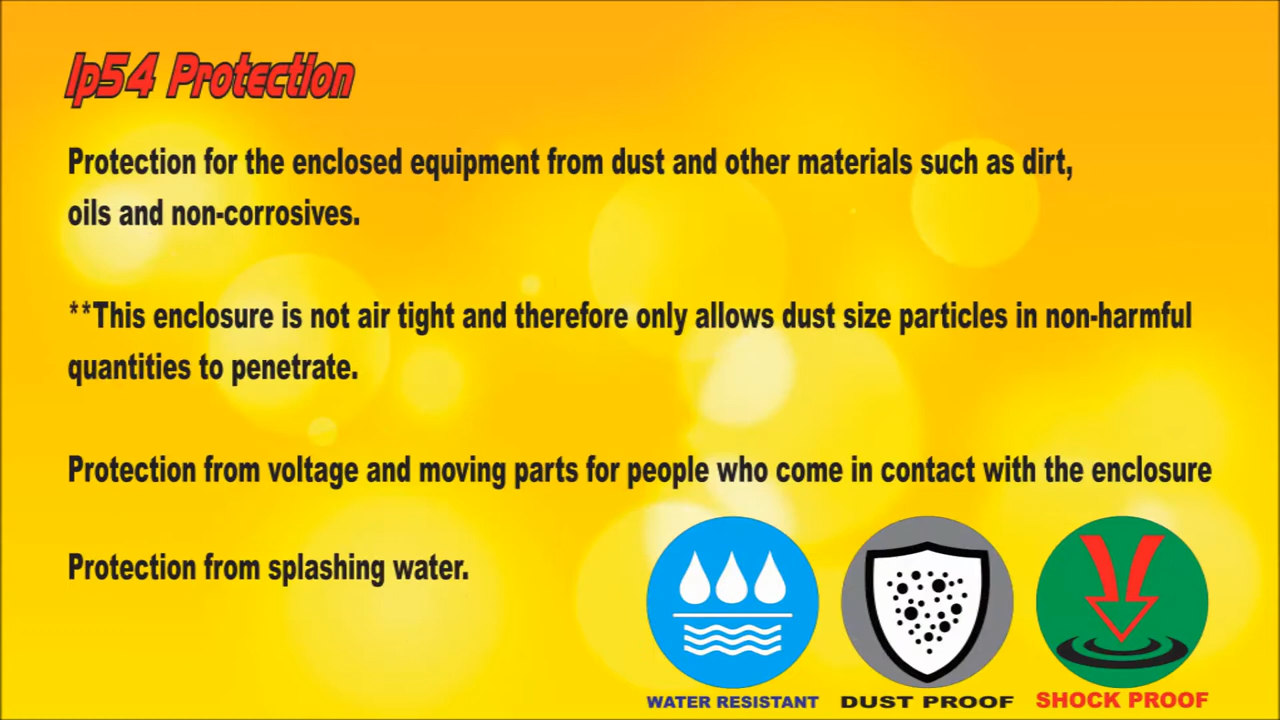 Ip54 Protection
Protection for the enclosed equipment from dust and other materials such as dirt,
oils and non-corrosives.
**This enclosure is not air tight and therefore only allows dust size particles in non-harmful
quantities to penetrate.
Protection from voltage and moving parts for people who come in contact with the enclosure
Protection from splashing water.
WATER RESISTANT
DUST PROOF
SHOCK PROOF